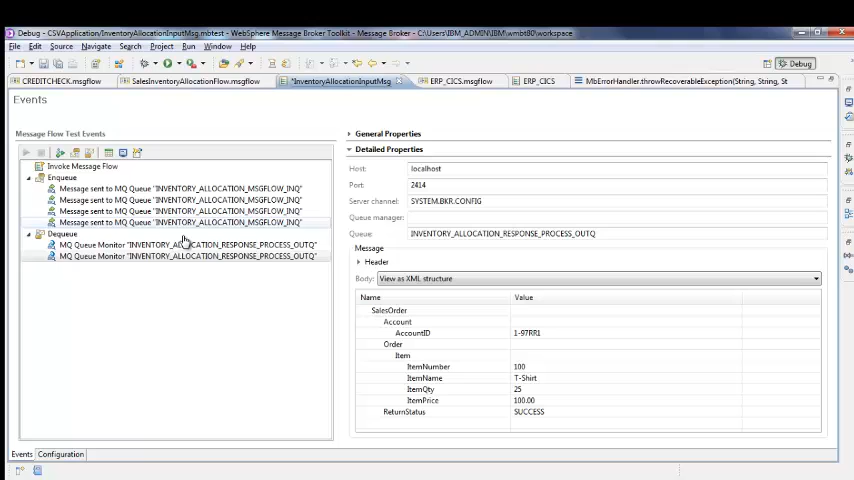 Debug - CSVApplication/InventoryAllocationInputMsg.mbtest - WebSphere Message Broker Toolkit - Message Broker - C:\Users\IBM_ADMIN\IBM\wmbt80\workspace
File Edit Source Navigate Search Project Run Window Help
Debug
CREDITCHECK.msgflow SalesInventoryAllocationFlow.msgflow *InventoryAllocationInputMsg ERP_CICS.msgflow ERP_CICS MbErrorHandler.throwRecoverableException(String, String, St
Events
Message Flow Test Events
Invoke Message Flow
Enqueue
Message sent to MQ Queue "INVENTORY_ALLOCATION_MSGFLOW_INQ"
Message sent to MQ Queue "INVENTORY_ALLOCATION_MSGFLOW_INQ"
Message sent to MQ Queue "INVENTORY_ALLOCATION_MSGFLOW_INQ"
Message sent to MQ Queue "INVENTORY_ALLOCATION_MSGFLOW_INQ"
Dequeue
MQ Queue Monitor "INVENTORY_ALLOCATION_RESPONSE_PROCESS_OUTQ"
MQ Queue Monitor "INVENTORY_ALLOCATION_RESPONSE_PROCESS_OUTQ"
General Properties
Detailed Properties
Host: localhost
Port: 2414
Server channel: SYSTEM.BKR.CONFIG
Queue manager:
Queue: INVENTORY_ALLOCATION_RESPONSE_PROCESS_OUTQ
Message
Header
Body: View as XML structure
Name Value
SalesOrder
Account
AccountID 1-97RR1
Order
Item
ItemNumber 100
ItemName T-Shirt
ItemQty 25
ItemPrice 100.00
ReturnStatus SUCCESS
Events Configuration